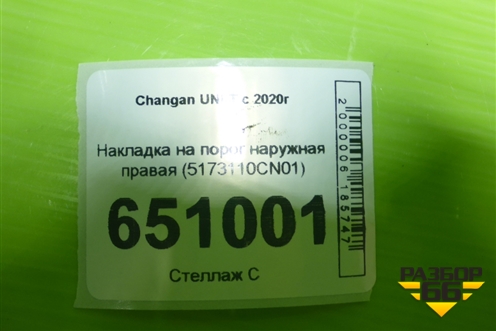 Changan UNI-T с 2020г
Накладка на порог наружная
правая (5173110CN01)
651001
Стеллаж С
2000006185747
РАЗБОР
66